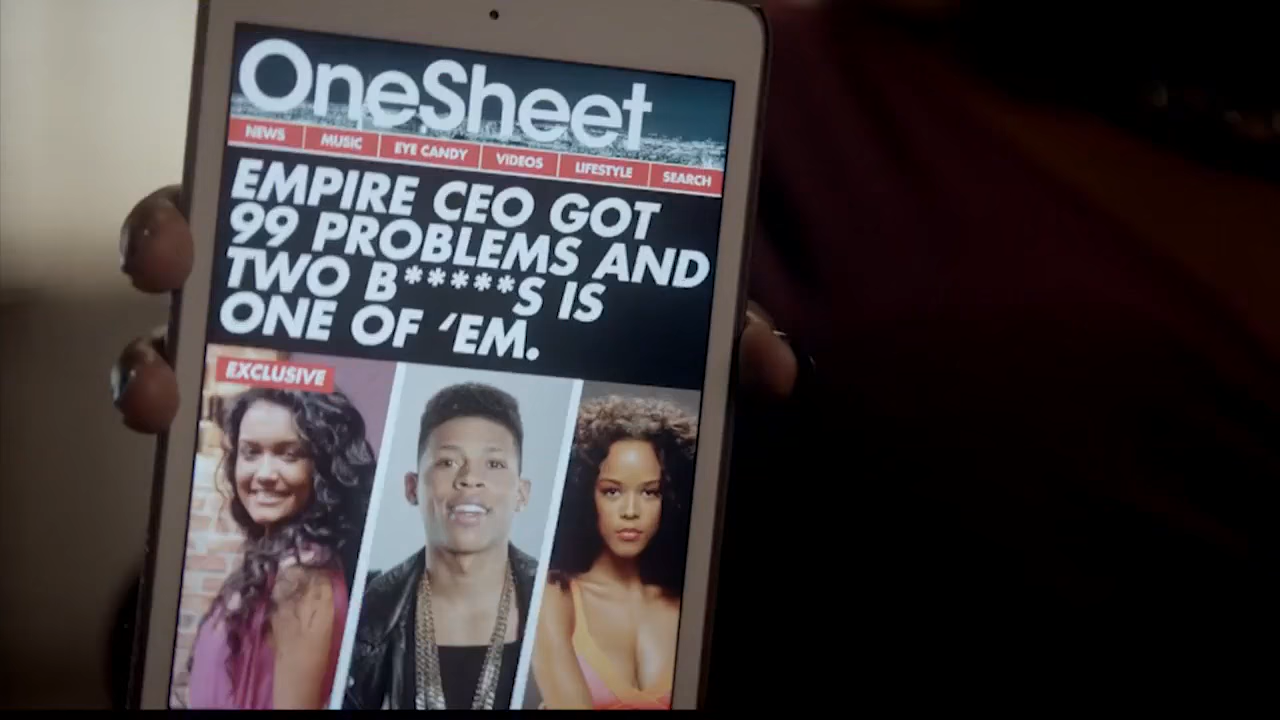 OneSheet
NEWS MUSIC EYE CANDY VIDEOS LIFESTYLE SEARCH
EMPIRE CEO GOT
99 PROBLEMS AND
TWO B*****S IS
ONE OF ‘EM.
EXCLUSIVE